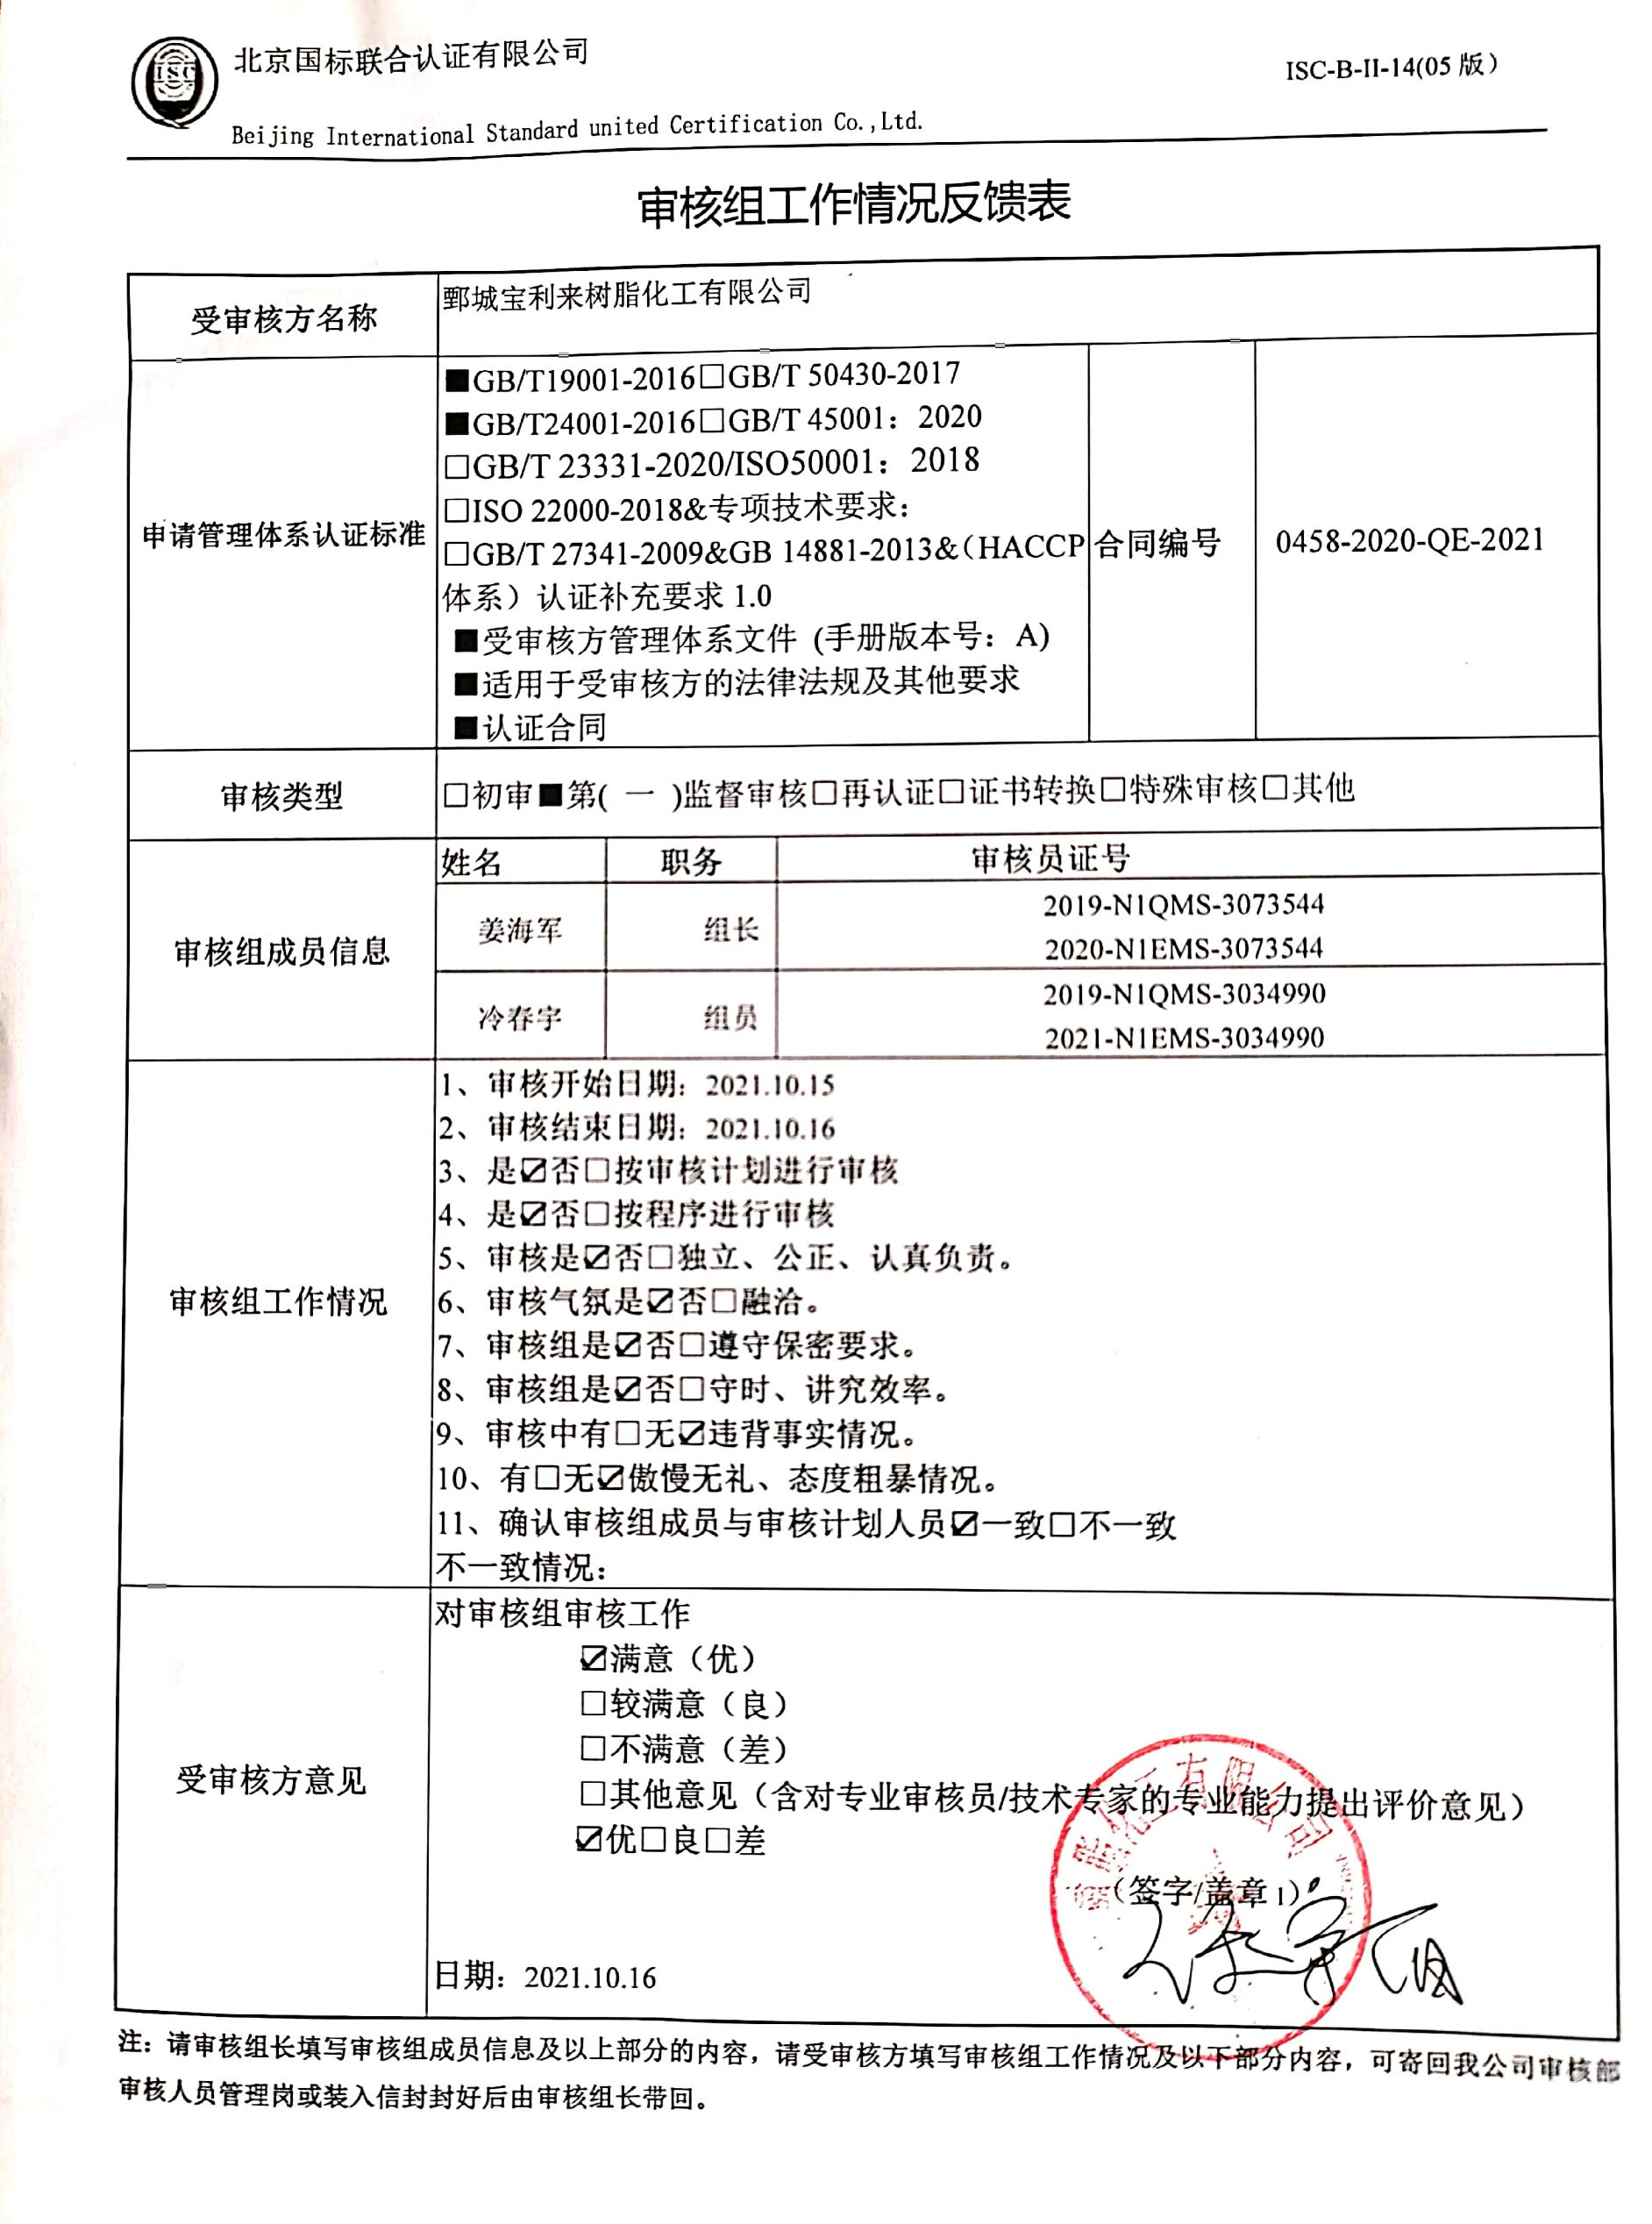 北京国标联合认证有限公司
ISC-B-II-14(05 版）
Beijing International Standard united Certification Co.,Ltd.
审核组工作情况反馈表
受审核方名称
鄄城宝利来树脂化工有限公司
申请管理体系认证标准
■GB/T19001-2016□GB/T 50430-2017
■GB/T24001-2016□GB/T 45001：2020
□GB/T 23331-2020/ISO50001：2018
□ISO 22000-2018&专项技术要求：
□GB/T 27341-2009&GB 14881-2013&（HACCP
体系）认证补充要求 1.0
■受审核方管理体系文件 (手册版本号：A)
■适用于受审核方的法律法规及其他要求
■认证合同
合同编号
0458-2020-QE-2021
审核类型
□初审■第( 一 )监督审核□再认证□证书转换□特殊审核□其他
审核组成员信息
姓名 职务 审核员证号
姜海军 组长 2019-N1QMS-3073544
2020-N1EMS-3073544
冷春宇 组员 2019-N1QMS-3034990
2021-N1EMS-3034990
审核组工作情况
1、审核开始日期：2021.10.15
2、审核结束日期：2021.10.16
3、是☑否□按审核计划进行审核
4、是☑否□按程序进行审核
5、审核是☑否□独立、公正、认真负责。
6、审核气氛是☑否□融洽。
7、审核组是☑否□遵守保密要求。
8、审核组是☑否□守时、讲究效率。
9、审核中有□无☑违背事实情况。
10、有□无☑傲慢无礼、态度粗暴情况。
11、确认审核组成员与审核计划人员☑一致□不一致
不一致情况：
受审核方意见
对审核组审核工作
☑满意（优）
□较满意（良）
□不满意（差）
□其他意见（含对专业审核员/技术专家的专业能力提出评价意见）
☑优□良□差
（签字/盖章 1）
日期：2021.10.16
注：请审核组长填写审核组成员信息及以上部分的内容，请受审核方填写审核组工作情况及以下部分内容，可寄回我公司审核部
审核人员管理岗或装入信封封好后由审核组长带回。